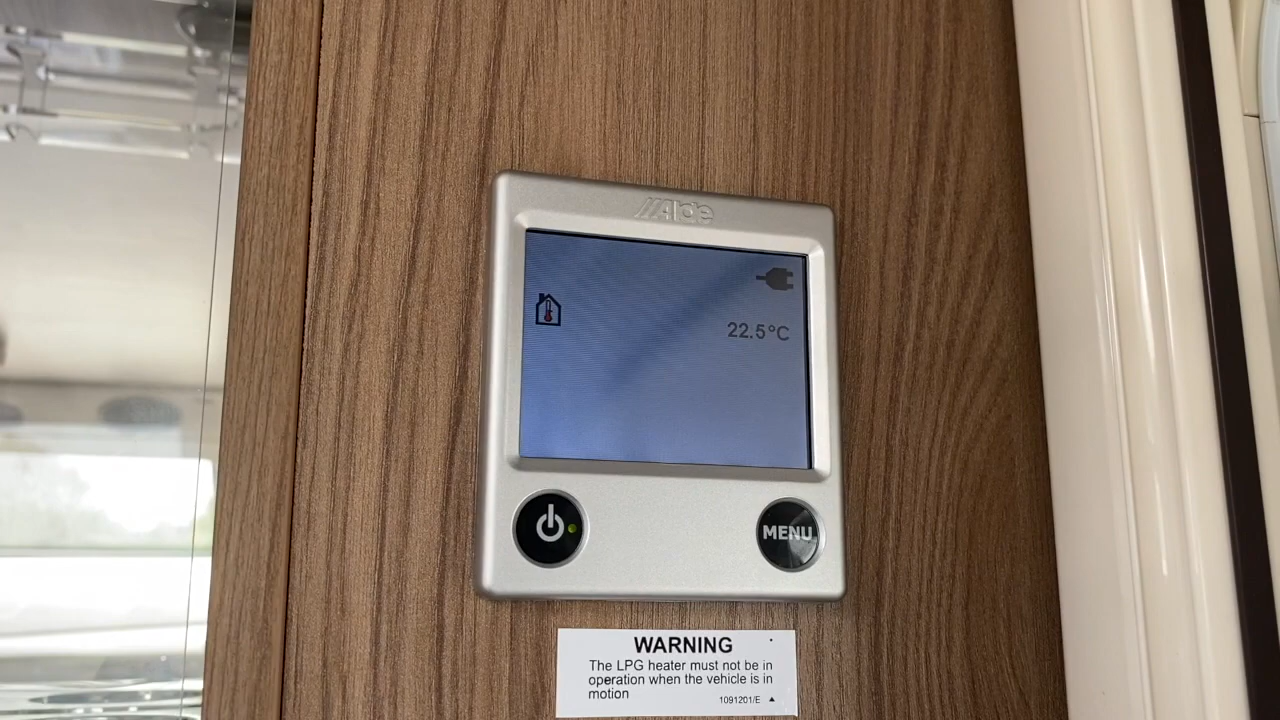 Alde
22.5°C
MENU
WARNING
The LPG heater must not be in
operation when the vehicle is in
motion
1091201/E